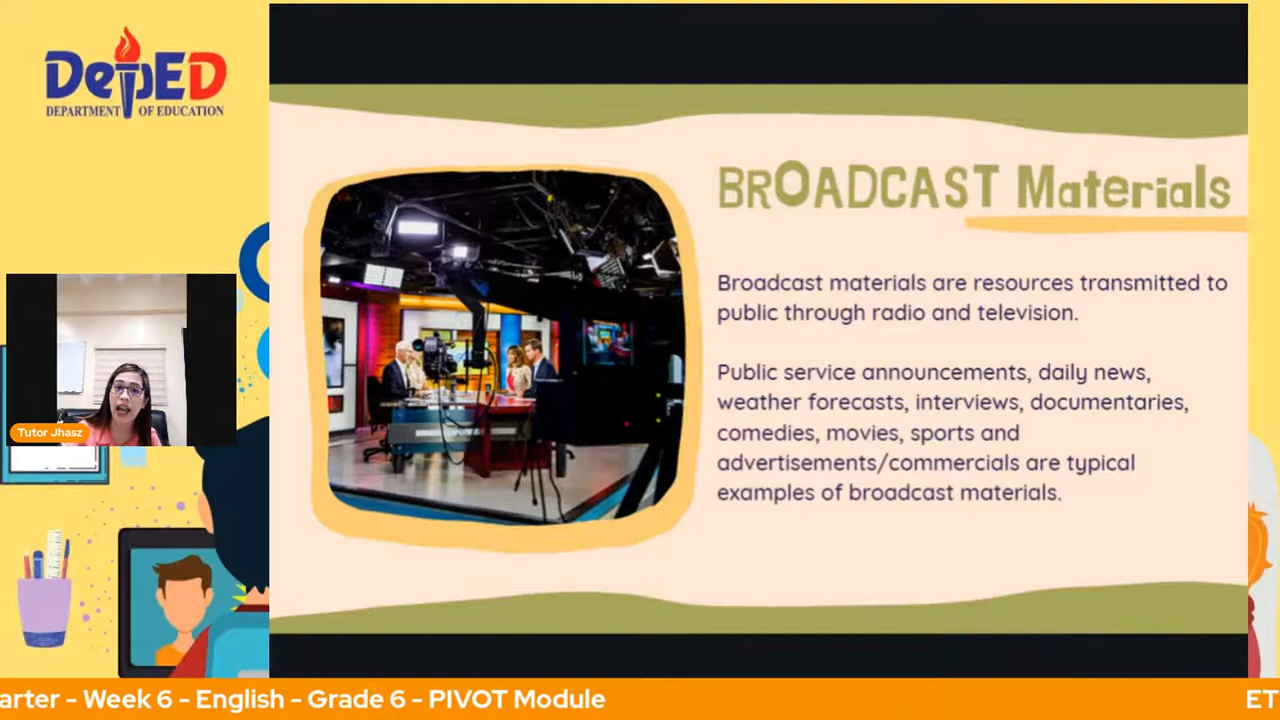 DepED
DEPARTMENT OF EDUCATION
BROADCAST Materials
Broadcast materials are resources transmitted to
public through radio and television.
Public service announcements, daily news,
weather forecasts, interviews, documentaries,
comedies, movies, sports and
advertisements/commercials are typical
examples of broadcast materials.
Tutor Jhasz
arter - Week 6 - English - Grade 6 - PIVOT Module
ET